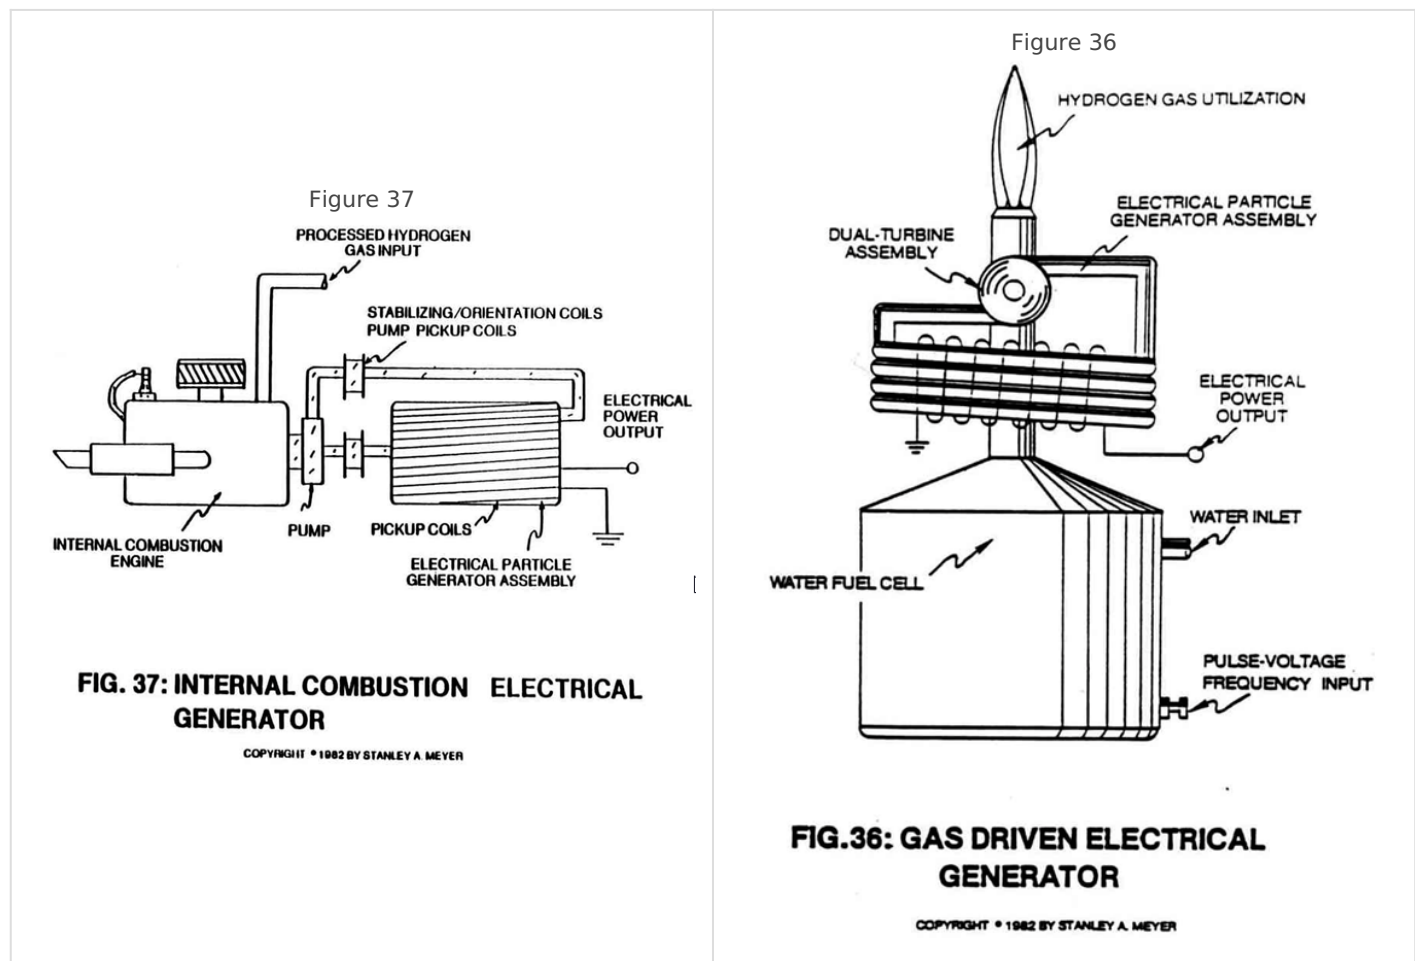 Figure 37
PROCESSED HYDROGEN
GAS INPUT
STABILIZING/ORIENTATION COILS
PUMP PICKUP COILS
ELECTRICAL
POWER
OUTPUT
PUMP
PICKUP COILS
INTERNAL COMBUSTION
ENGINE
ELECTRICAL PARTICLE
GENERATOR ASSEMBLY
FIG. 37: INTERNAL COMBUSTION ELECTRICAL
GENERATOR
COPYRIGHT © 1982 BY STANLEY A. MEYER
Figure 36
HYDROGEN GAS UTILIZATION
ELECTRICAL PARTICLE
GENERATOR ASSEMBLY
DUAL-TURBINE
ASSEMBLY
ELECTRICAL
POWER
OUTPUT
WATER INLET
WATER FUEL CELL
PULSE-VOLTAGE
FREQUENCY INPUT
FIG.36: GAS DRIVEN ELECTRICAL
GENERATOR
COPYRIGHT © 1982 BY STANLEY A. MEYER